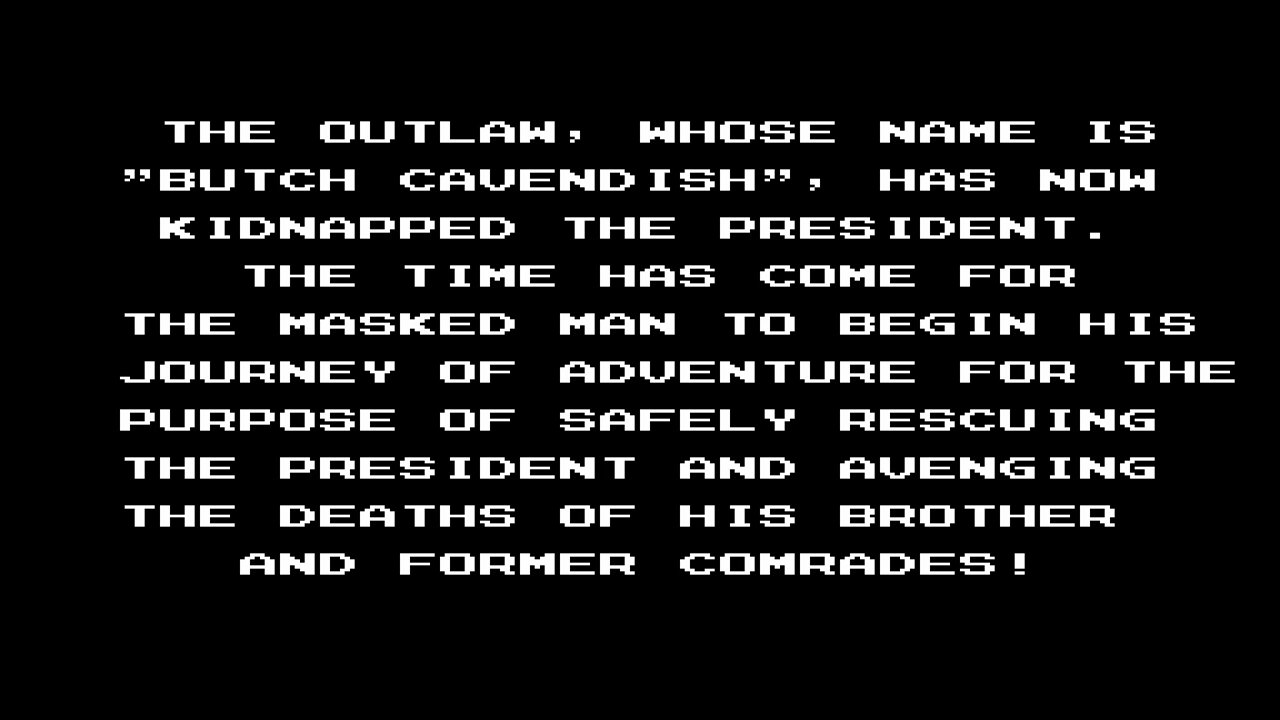 THE OUTLAW, WHOSE NAME IS
”BUTCH CAVENDISH”, HAS NOW
KIDNAPPED THE PRESIDENT.
THE TIME HAS COME FOR
THE MASKED MAN TO BEGIN HIS
JOURNEY OF ADVENTURE FOR THE
PURPOSE OF SAFELY RESCUING
THE PRESIDENT AND AVENGING
THE DEATHS OF HIS BROTHER
AND FORMER COMRADES!